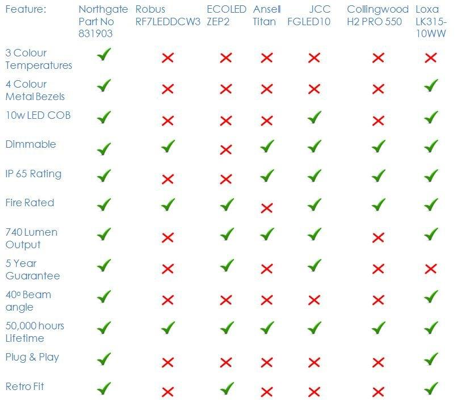 Feature:
Northgate
Part No
831903
Robus
RF7LEDDCW3
ECOLED
ZEP2
Ansell
Titan
JCC
FGLED10
Collingwood
H2 PRO 550
Loxa
LK315-
10WW
3 Colour
Temperatures
4 Colour
Metal Bezels
10w LED COB
Dimmable
IP 65 Rating
Fire Rated
740 Lumen
Output
5 Year
Guarantee
40º Beam
angle
50,000 hours
Lifetime
Plug & Play
Retro Fit